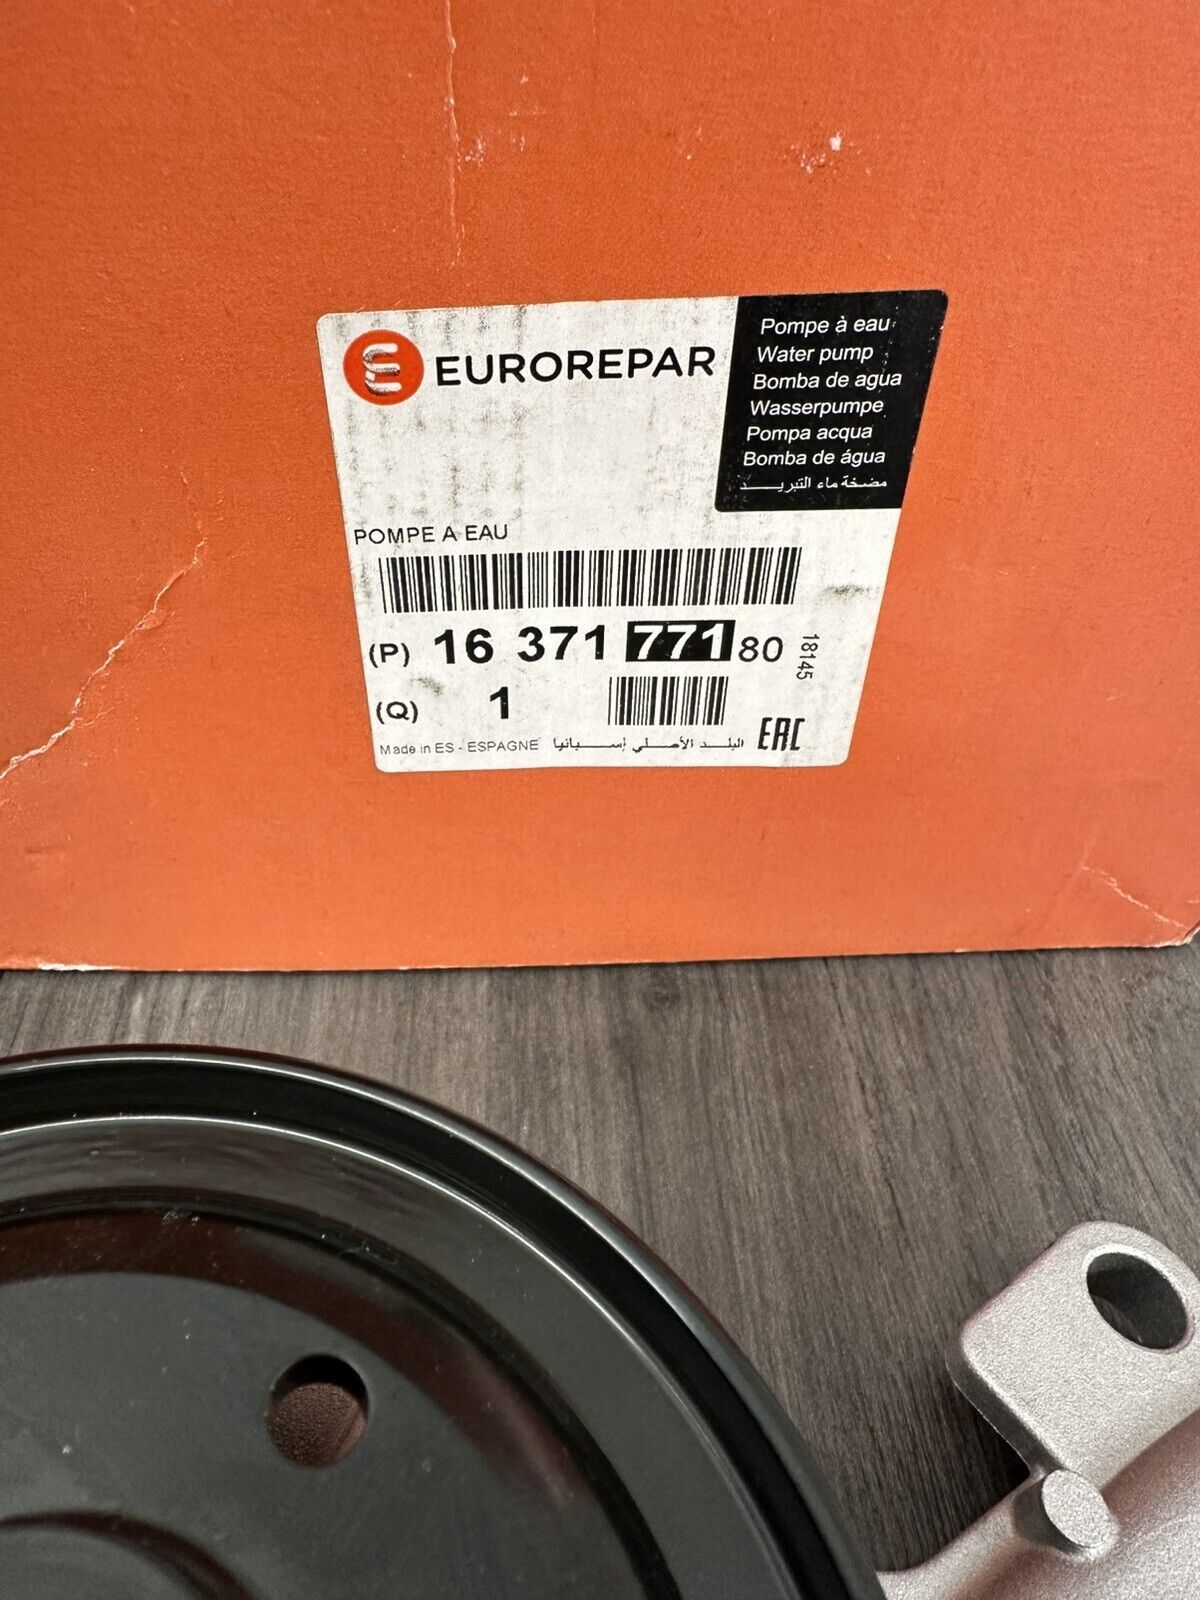 EUROREPAR
Pompe à eau
Water pump
Bomba de agua
Wasserpumpe
Pompa acqua
Bomba de água
مضخة ماء التبريد
POMPE A EAU
(P) 16 371 771 80
18145
(Q) 1
Made in ES - ESPAGNE البلد الأصلي إسبانيا EAC